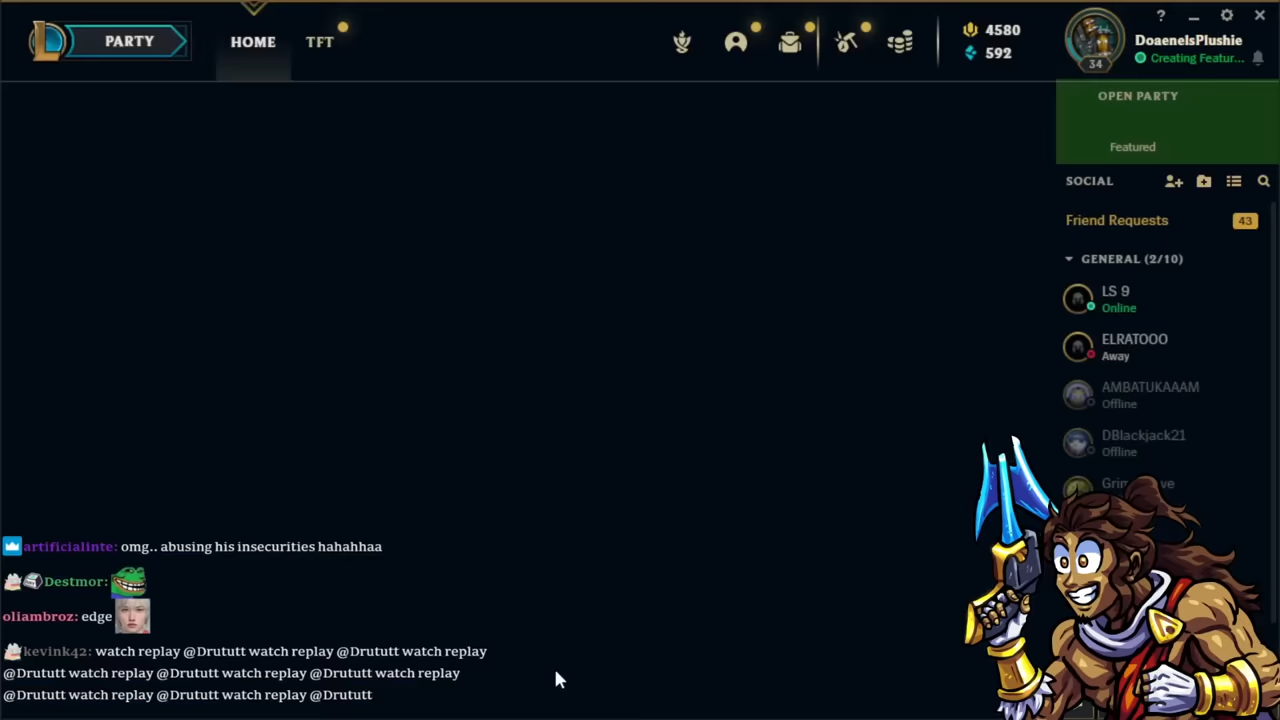 PARTY
HOME
TFT
4580
592
34
?
DoaenelsPlushie
Creating Featur...
OPEN PARTY
Featured
SOCIAL
Friend Requests
43
GENERAL (2/10)
LS 9
Online
ELRATOOO
Away
AMBATUKAAAM
Offline
DBlackjack21
Offline
artificialinte: omg.. abusing his insecurities hahahhaa
Destmor:
oliambroz: edge
kevink42: watch replay @Drututt watch replay @Drututt watch replay
@Drututt watch replay @Drututt watch replay @Drututt watch replay
@Drututt watch replay @Drututt watch replay @Drututt